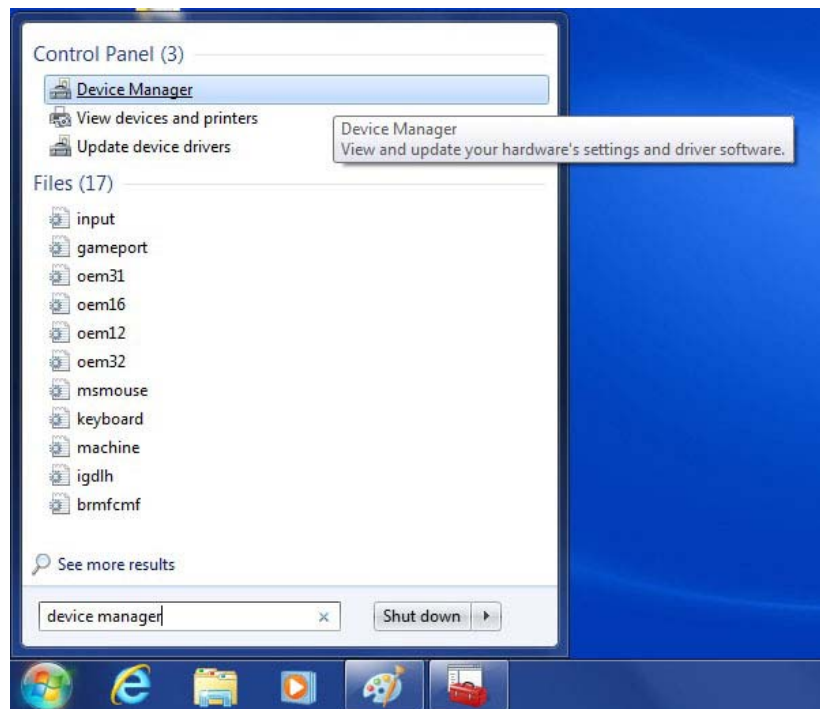 Control Panel (3)
Device Manager
View devices and printers
Update device drivers
Device Manager
View and update your hardware's settings and driver software.
Files (17)
input
gameport
oem31
oem16
oem12
oem32
msmouse
keyboard
machine
igdlh
brmfcmf
See more results
device manager
Shut down